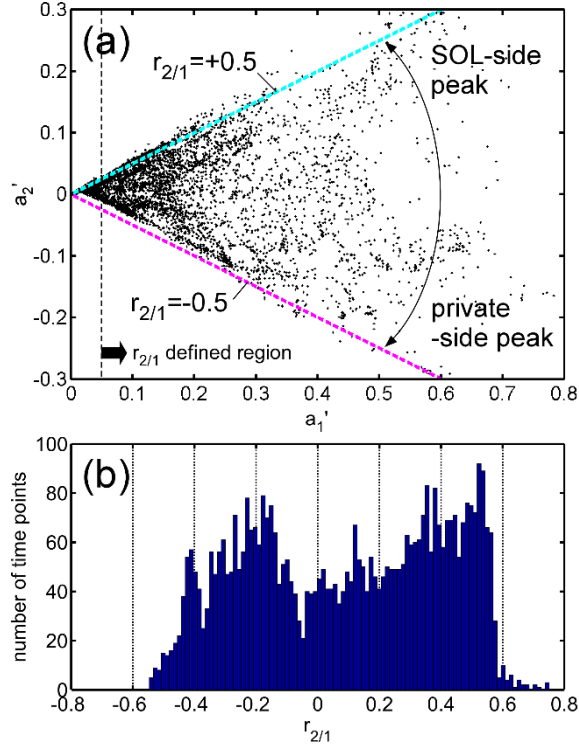 0.3
(a)
r2/1=+0.5
SOL-side
peak
0.2
0.1
a2'
0
-0.1
r2/1=-0.5
private
-side peak
-0.2
r2/1 defined region
-0.3
0 0.1 0.2 0.3 0.4 0.5 0.6 0.7 0.8
a1'
100
(b)
80
number of time points
60
40
20
0
-0.8 -0.6 -0.4 -0.2 0 0.2 0.4 0.6 0.8
r2/1